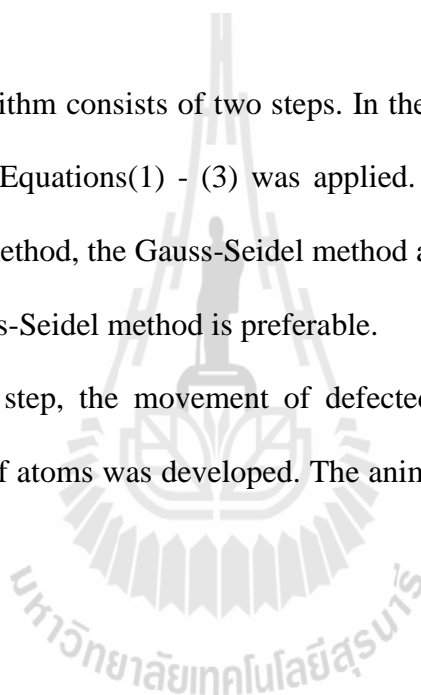 ithm consists of two steps. In the
Equations(1) - (3) was applied.
ethod, the Gauss-Seidel method a
s-Seidel method is preferable.
step, the movement of defected
f atoms was developed. The anim
มหาวิทยาลัยเทคโนโลยีสุรนารี